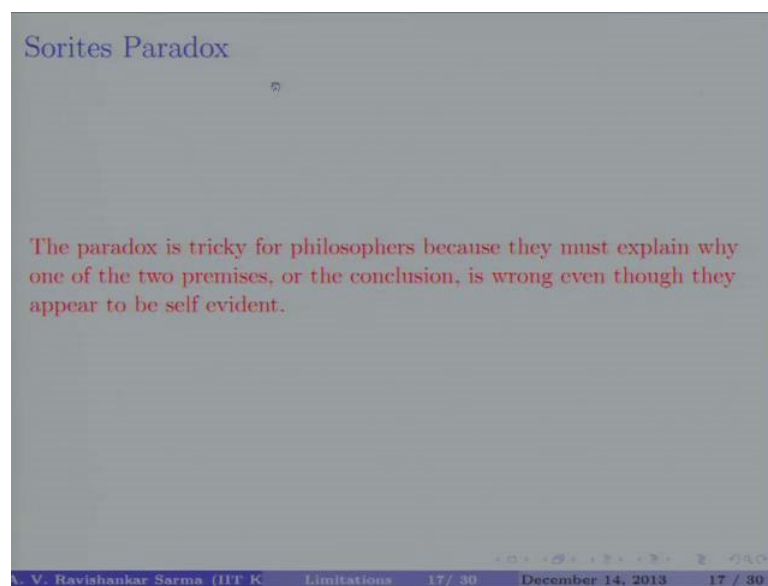 Sorites Paradox
The paradox is tricky for philosophers because they must explain why
one of the two premises, or the conclusion, is wrong even though they
appear to be self evident.
. V. Ravishankar Sarma (IIT K Limitations 17/ 30 December 14, 2013 17 / 30